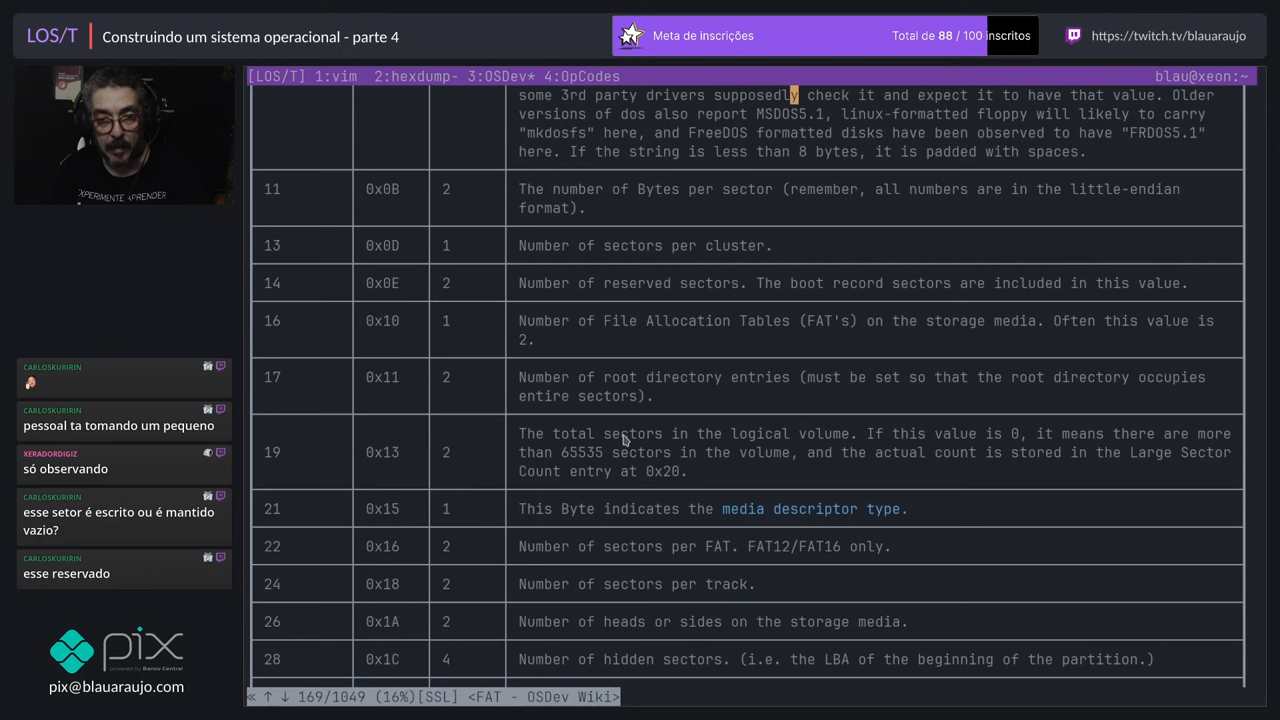 LOS/T
Construindo um sistema operacional - parte 4
Meta de inscrições
Total de 88 / 100 inscritos
https://twitch.tv/blauaraujo
[LOS/T] 1:vim 2:hexdump- 3:OSDev* 4:OpCodes
blau@xeon:~
some 3rd party drivers supposedly check it and expect it to have that value. Older
versions of dos also report MSDOS5.1, linux-formatted floppy will likely to carry
"mkdosfs" here, and FreeDOS formatted disks have been observed to have "FRDOS5.1"
here. If the string is less than 8 bytes, it is padded with spaces.
11 0x0B 2 The number of Bytes per sector (remember, all numbers are in the little-endian
format).
13 0x0D 1 Number of sectors per cluster.
14 0x0E 2 Number of reserved sectors. The boot record sectors are included in this value.
16 0x10 1 Number of File Allocation Tables (FAT's) on the storage media. Often this value is
2.
17 0x11 2 Number of root directory entries (must be set so that the root directory occupies
entire sectors).
19 0x13 2 The total sectors in the logical volume. If this value is 0, it means there are more
than 65535 sectors in the volume, and the actual count is stored in the Large Sector
Count entry at 0x20.
21 0x15 1 This Byte indicates the media descriptor type.
22 0x16 2 Number of sectors per FAT. FAT12/FAT16 only.
24 0x18 2 Number of sectors per track.
26 0x1A 2 Number of heads or sides on the storage media.
28 0x1C 4 Number of hidden sectors. (i.e. the LBA of the beginning of the partition.)
« ↑ ↓ 169/1049 (16%)[SSL] <FAT - OSDev Wiki>
EXPERIMENTE APRENDER
CARLOSKURIRIN
CARLOSKURIRIN
pessoal ta tomando um pequeno
XERADORDIGIZ
só observando
CARLOSKURIRIN
esse setor é escrito ou é mantido
vazio?
CARLOSKURIRIN
esse reservado
pix
powered by Banco Central
pix@blauaraujo.com